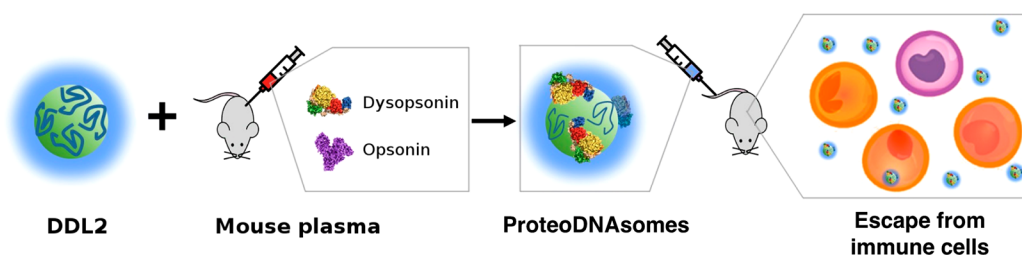 Dysopsonin
Opsonin
DDL2
Mouse plasma
ProteoDNAsomes
Escape from
immune cells